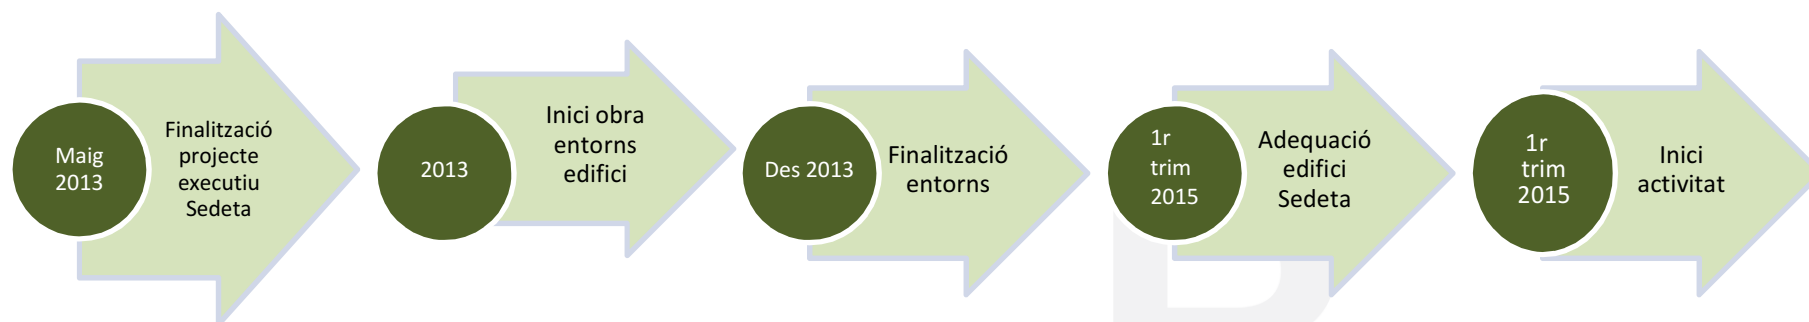 Maig
2013
Finalització
projecte
executiu
Sedeta
2013
Inici obra
entorns
edifici
Des 2013
Finalització
entorns
1r
trim
2015
Adequació
edifici
Sedeta
1r
trim
2015
Inici
activitat